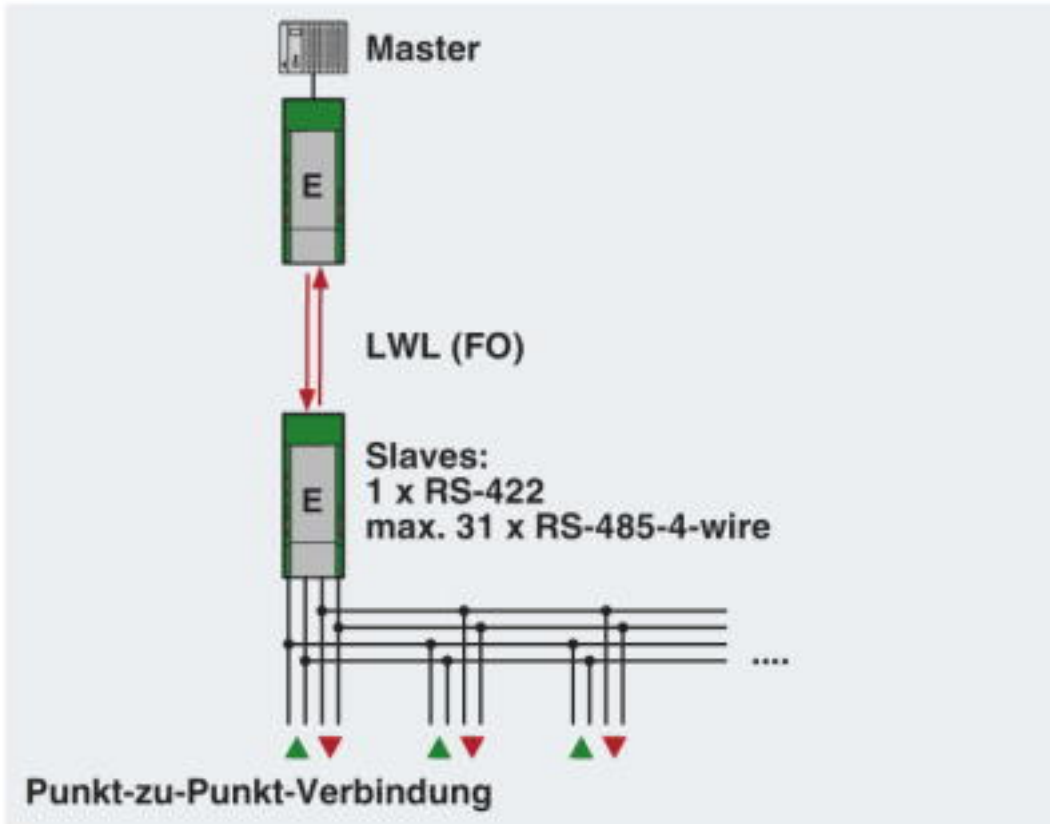 Master
E
LWL (FO)
E
Slaves:
1 x RS-422
max. 31 x RS-485-4-wire
....
Punkt-zu-Punkt-Verbindung